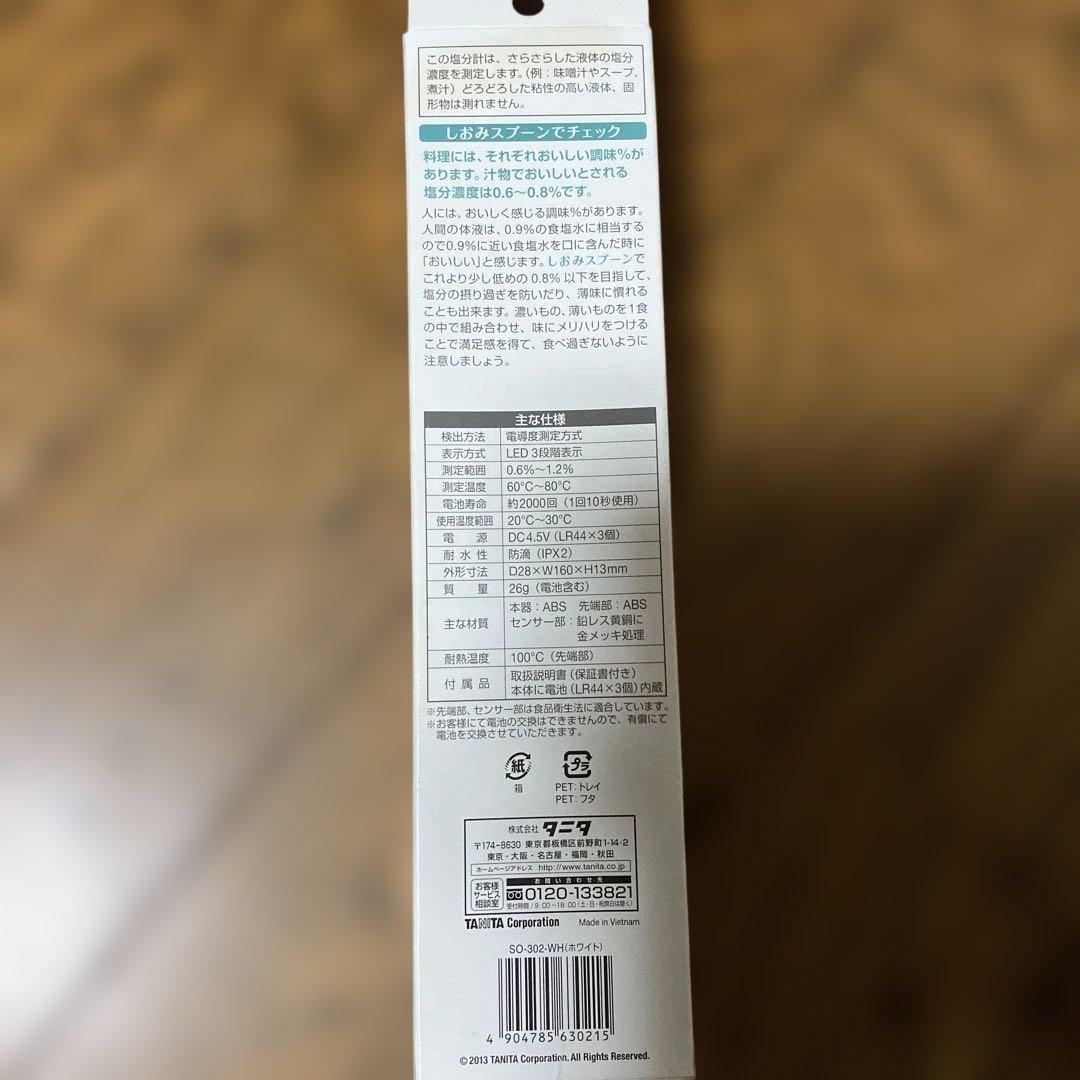 この塩分計は、さらさらした液体の塩分
濃度を測定します。(例：味噌汁やスープ、
煮汁) どろどろした粘性の高い液体、固
形物は測れません。
しおみスプーンでチェック
料理には、それぞれおいしい調味%が
あります。汁物でおいしいとされる
塩分濃度は0.6〜0.8%です。
人には、おいしく感じる調味%があります。
人間の体液は、0.9%の食塩水に相当する
ので0.9%に近い食塩水を口に含んだ時に
「おいしい」と感じます。しおみスプーンで
これより少し低めの0.8%以下を目指して、
塩分の摂り過ぎを防いだり、薄味に慣れる
ことも出来ます。濃いもの、薄いものを1食
の中で組み合わせ、味にメリハリをつける
ことで満足感を得て、食べ過ぎないように
注意しましょう。
主な仕様
検出方法 電導度測定方式
表示方式 LED 3段階表示
測定範囲 0.6%〜1.2%
測定温度 60℃〜80℃
電池寿命 約2000回（1回10秒使用）
使用温度範囲 20℃〜30℃
電源 DC4.5V（LR44×3個）
耐水性 防滴（IPX2）
外形寸法 D28×W160×H13mm
質量 26g（電池含む）
主な材質 本器：ABS 先端部：ABS
センサー部：鉛レス黄銅に
金メッキ処理
耐熱温度 100℃（先端部）
付属品 取扱説明書（保証書付き）
本体に電池（LR44×3個）内蔵
※先端部、センサー部は食品衛生法に適合しています。
※お客様にて電池の交換はできませんので、有償にて
電池を交換させていただきます。
紙 プラ
箱 PET：トレイ
PET：フタ
株式会社 タニタ
〒174-8630 東京都板橋区前野町1-14-2
東京・大阪・名古屋・福岡・秋田
ホームページアドレス http://www.tanita.co.jp
お客様サービス相談室
お問い合わせ先
0120-133821
受付時間/9:00〜18:00(土・日・祝祭日は除く)
TANITA Corporation Made in Vietnam
SO-302-WH(ホワイト)
4 904785 630215
©2013 TANITA Corporation. All Rights Reserved.